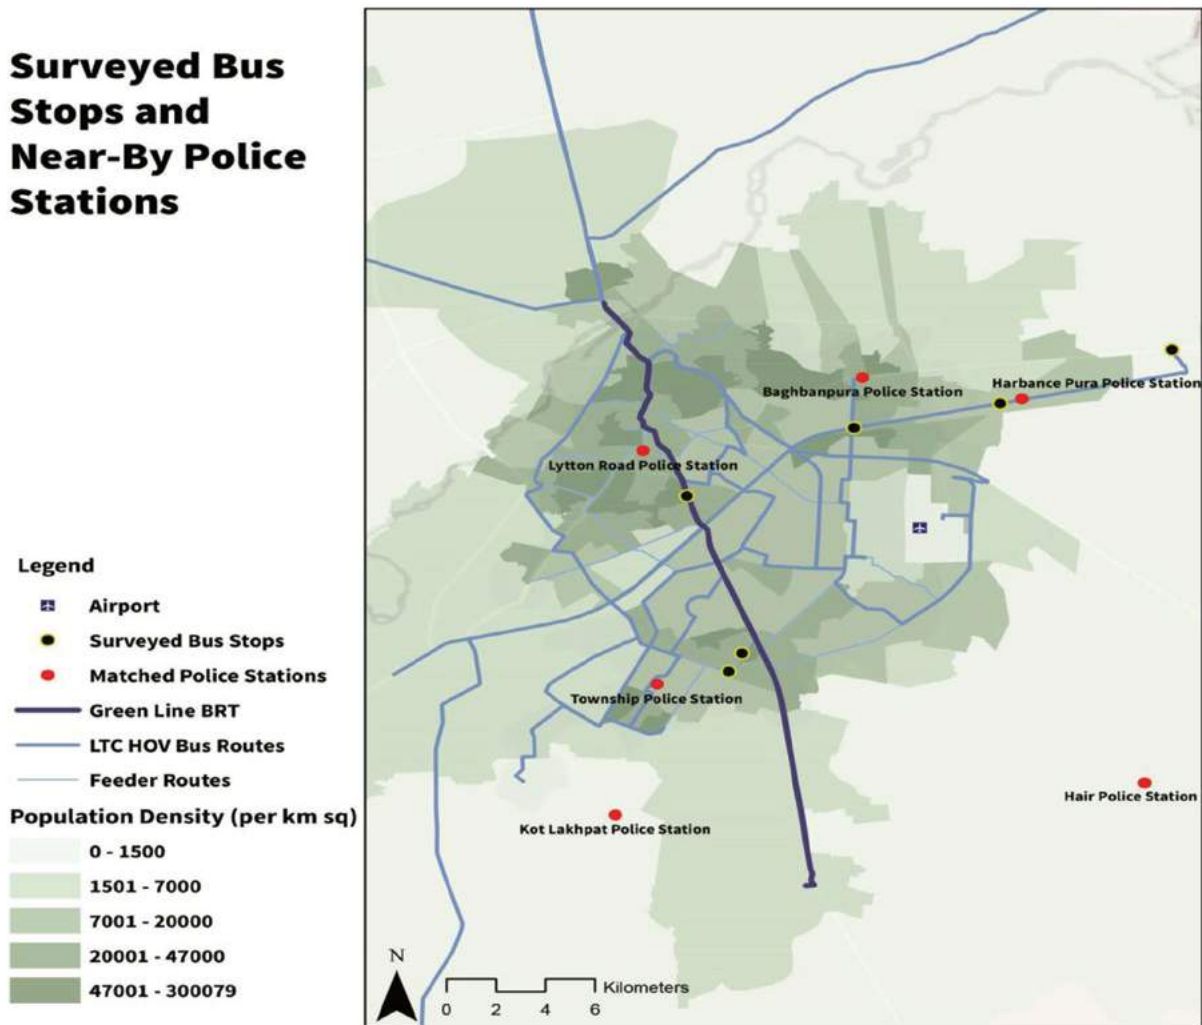 Surveyed Bus
Stops and
Near-By Police
Stations
Legend
Airport
Surveyed Bus Stops
Matched Police Stations
Green Line BRT
LTC HOV Bus Routes
Feeder Routes
Population Density (per km sq)
0 - 1500
1501 - 7000
7001 - 20000
20001 - 47000
47001 - 300079
Baghbanpura Police Station
Harbance Pura Police Station
Lytton Road Police Station
Township Police Station
Hair Police Station
Kot Lakhpat Police Station
N
Kilometers
0 2 4 6